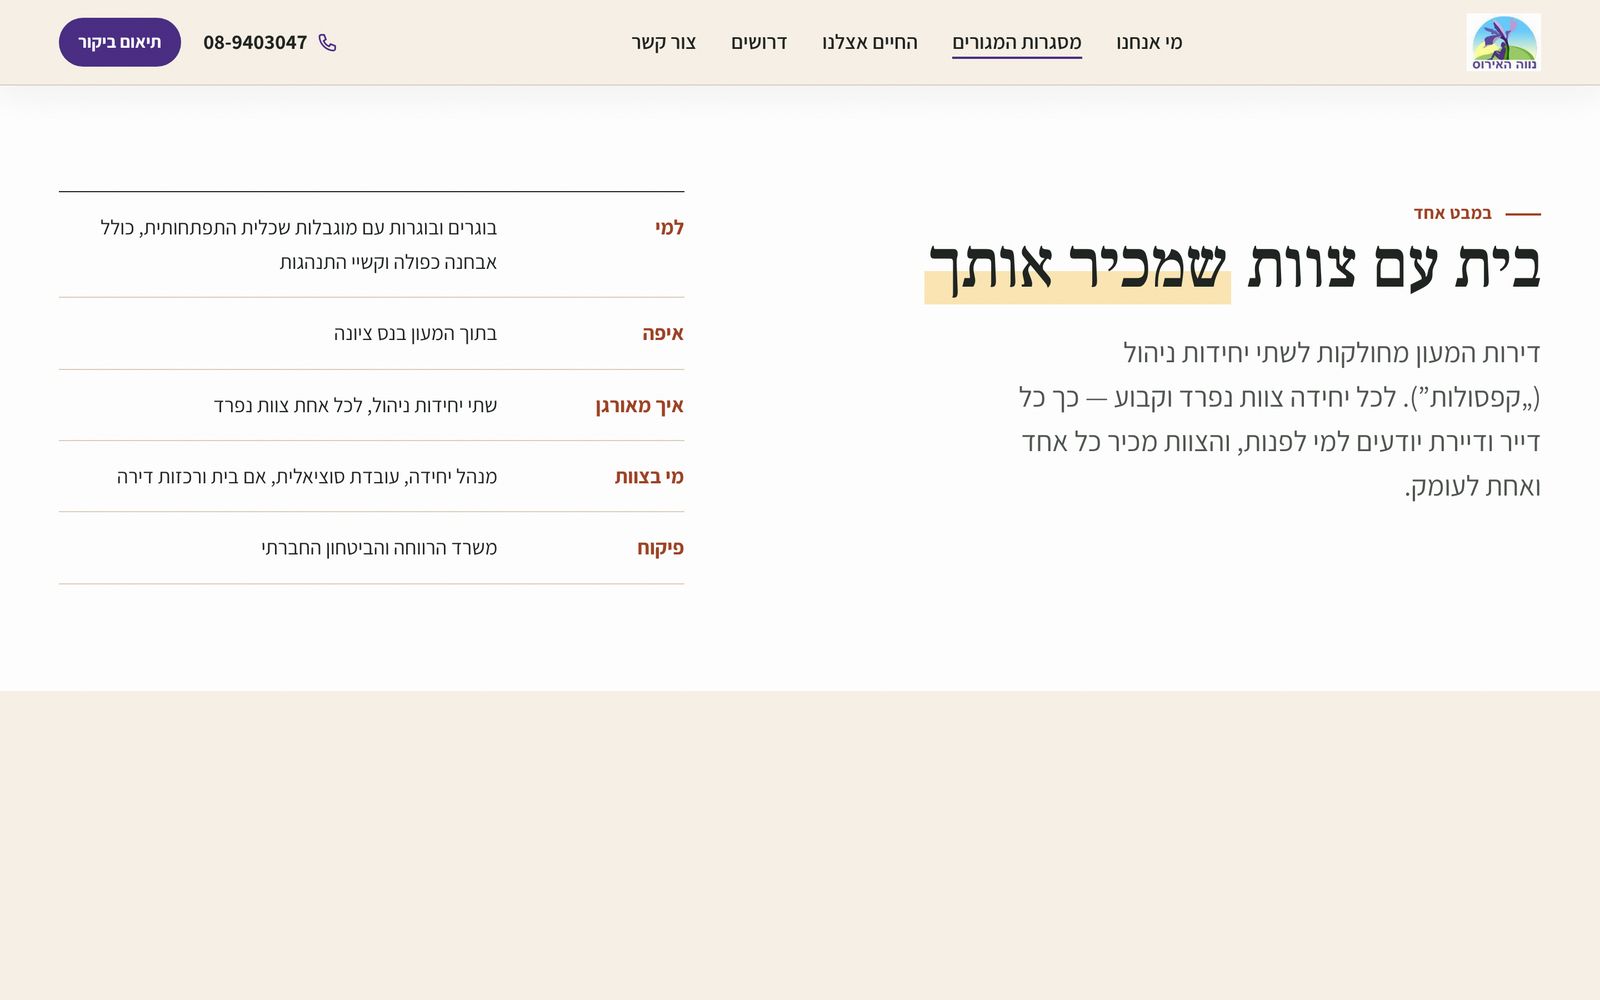 נווה האירוס
מי אנחנו
מסגרות המגורים
החיים אצלנו
דרושים
צור קשר
08-9403047
תיאום ביקור
במבט אחד
בית עם צוות שמכיר אותך
דירות המעון מחולקות לשתי יחידות ניהול
(„קפסולות”). לכל יחידה צוות נפרד וקבוע — כך כל
דייר ודיירת יודעים למי לפנות, והצוות מכיר כל אחד
ואחת לעומק.
למי
בוגרים ובוגרות עם מוגבלות שכלית התפתחותית, כולל
אבחנה כפולה וקשיי התנהגות
איפה
בתוך המעון בנס ציונה
איך מאורגן
שתי יחידות ניהול, לכל אחת צוות נפרד
מי בצוות
מנהל יחידה, עובדת סוציאלית, אם בית ורכזות דירה
פיקוח
משרד הרווחה והביטחון החברתי